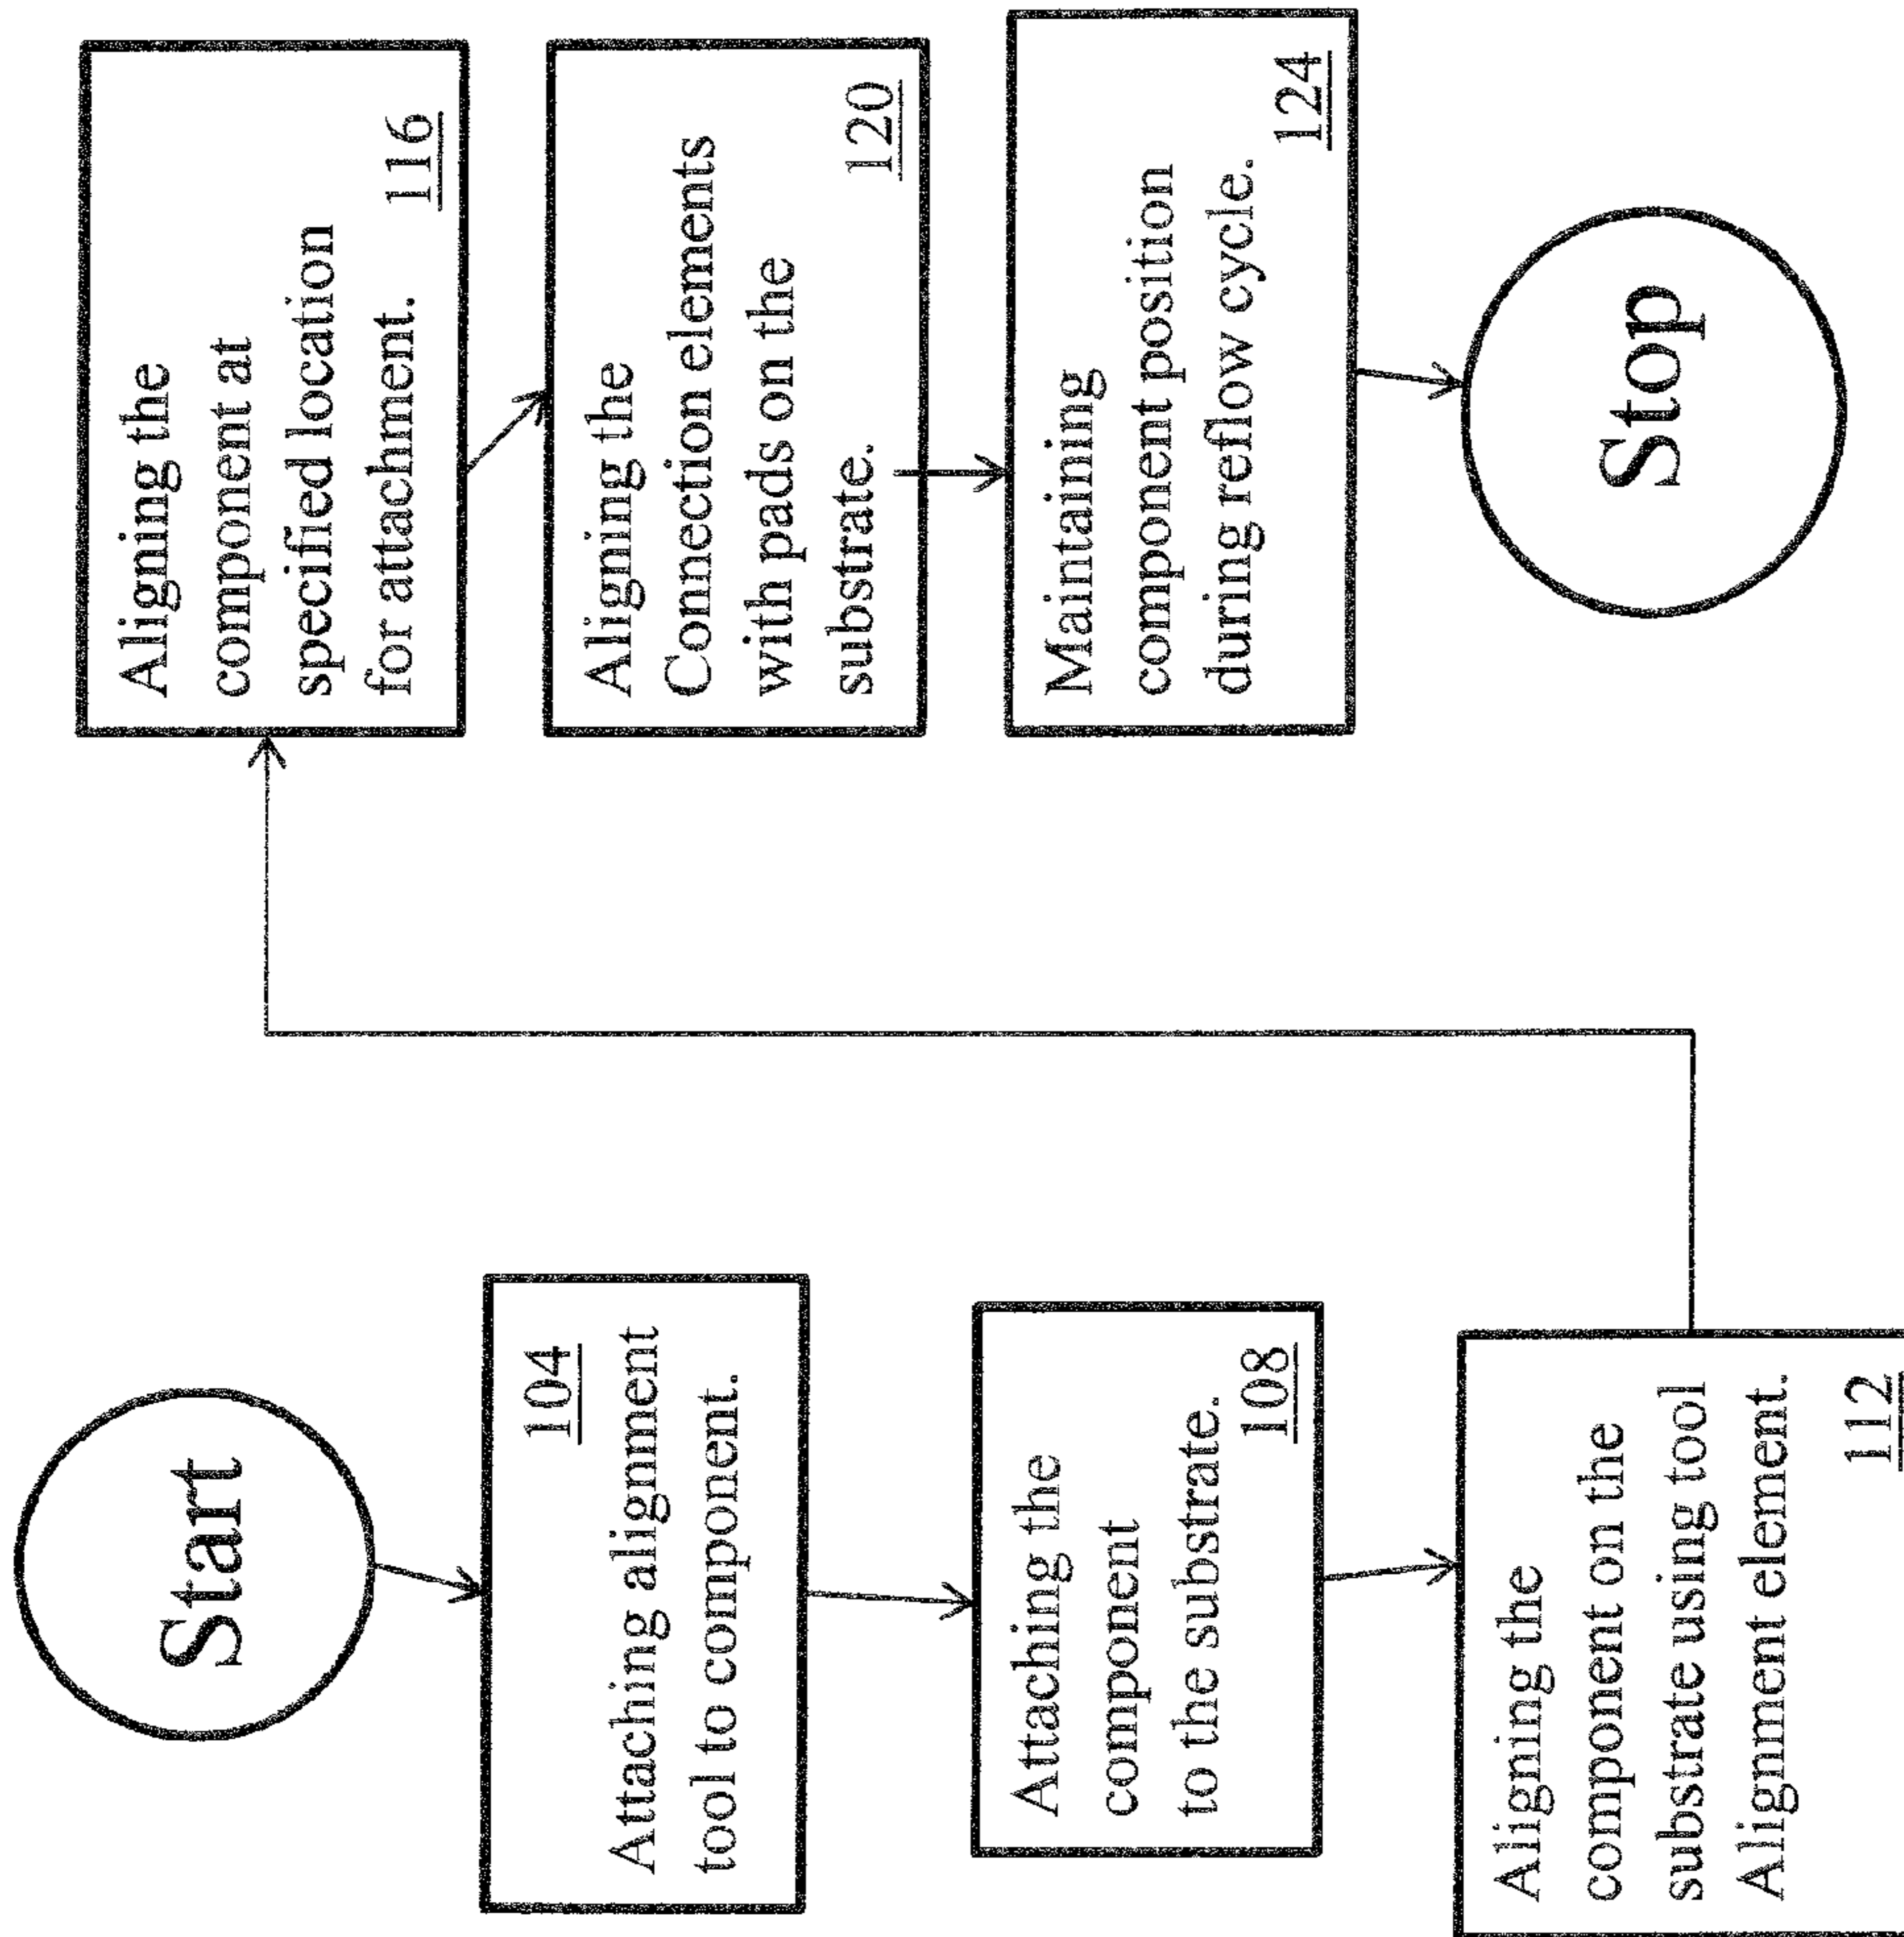 Start
104
Attaching alignment
tool to component.
Attaching the
component
to the substrate.
108
Aligning the
component on the
substrate using tool
Alignment element.
112
Aligning the
component at
specified location
for attachment.
116
Aligning the
Connection elements
with pads on the
substrate.
120
Maintaining
component position
during reflow cycle.
124
Stop